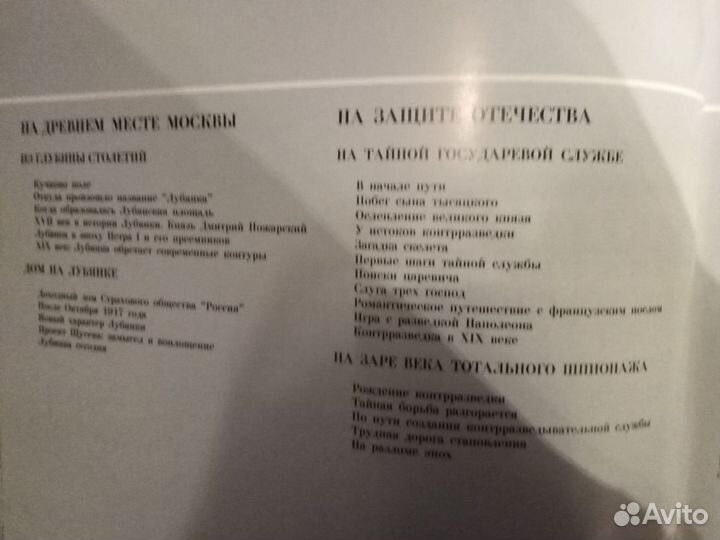 НА ДРЕВНЕМ МЕСТЕ МОСКВЫ
ИЗ ГЛУБИНЫ СТОЛЕТИЙ
Кучково поле
Откуда произошло название "Лубянка"
Когда образовалась Лубянская площадь
XVII век в истории Лубянки. Князь Дмитрий Пожарский
Лубянка в эпоху Петра I и его преемников
XIX век: Лубянка обретает современные контуры
ДОМ НА ЛУБЯНКЕ
Доходный дом Страхового общества "Россия"
После Октября 1917 года
Новый характер Лубянки
Проект Щусева: замысел и воплощение
Лубянка сегодня
НА ЗАЩИТЕ ОТЕЧЕСТВА
НА ТАЙНОЙ ГОСУДАРЕВОЙ СЛУЖБЕ
В начале пути
Побег сына тысяцкого
Ослепление великого князя
У истоков контрразведки
Загадка скелета
Первые шаги тайной службы
Поиски царевича
Слуга трех господ
Романтическое путешествие с французским послом
Игра с разведкой Наполеона
Контрразведка в XIX веке
НА ЗАРЕ ВЕКА ТОТАЛЬНОГО ШПИОНАЖА
Рождение контрразведки
Тайная борьба разгорается
По пути создания контрразведывательной службы
Трудная дорога становления
На разломе эпох
Avito